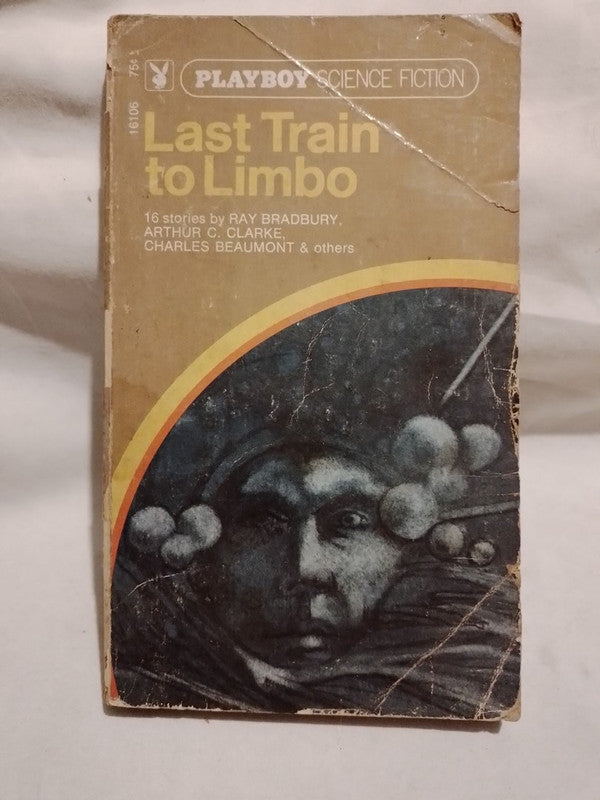 16106 75¢
PLAYBOY SCIENCE FICTION
Last Train
to Limbo
16 stories by RAY BRADBURY,
ARTHUR C. CLARKE,
CHARLES BEAUMONT & others